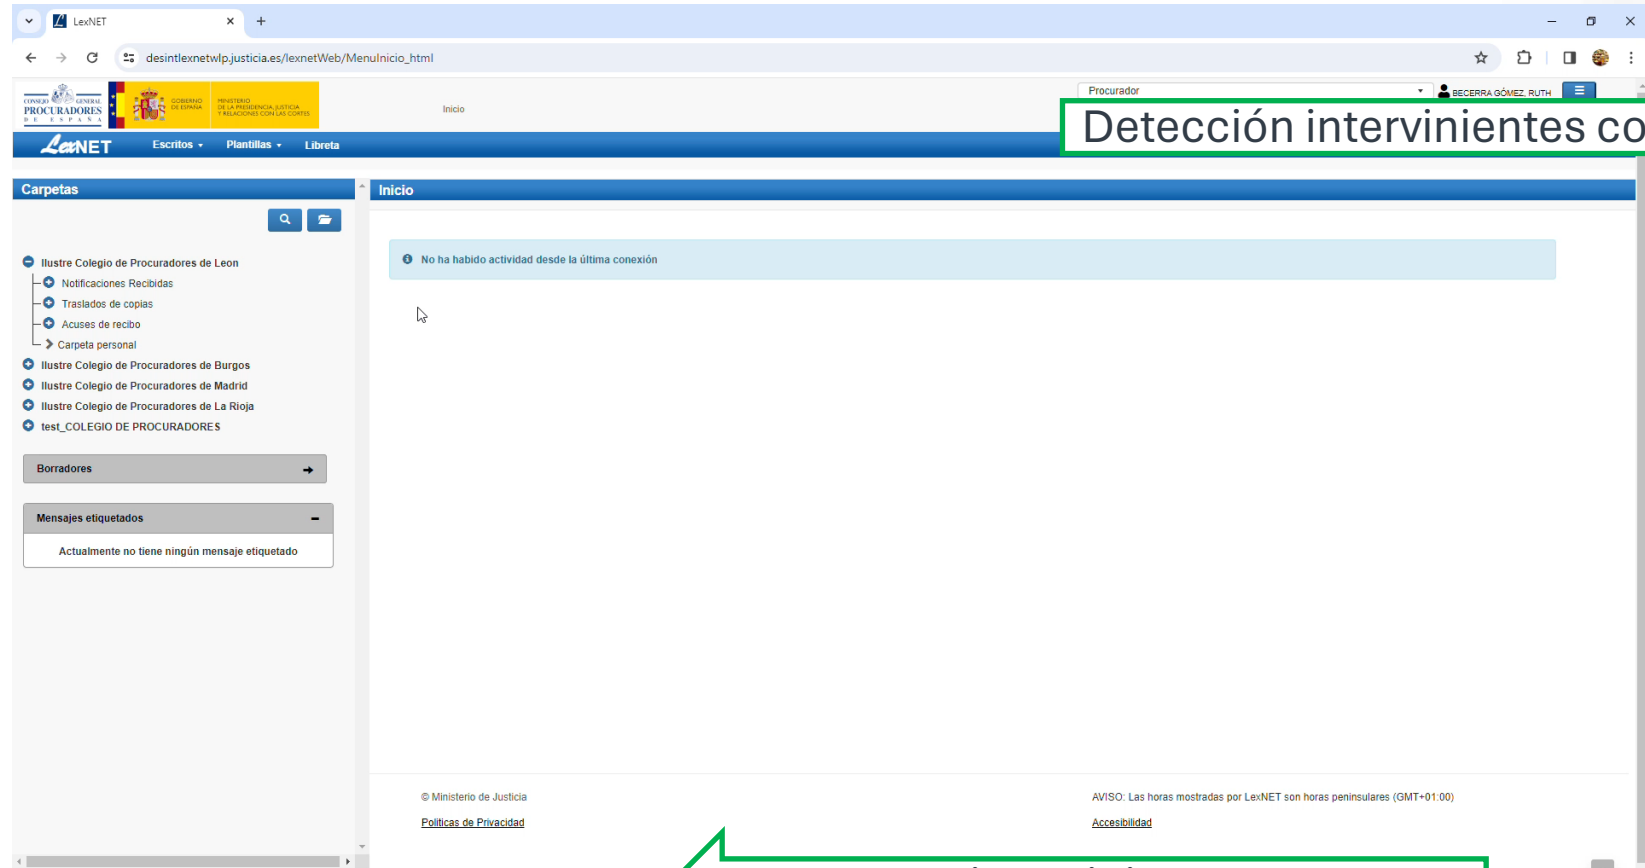 LexNET
desintlexnetwlp.justicia.es/lexnetWeb/MenuInicio_html
CONSEJO GENERAL
PROCURADORES
DE ESPAÑA
GOBIERNO
DE ESPAÑA
MINISTERIO
DE LA PRESIDENCIA, JUSTICIA
Y RELACIONES CON LAS CORTES
Inicio
Procurador
BECERRA GÓMEZ, RUTH
Detección intervinientes co
LexNET
Escritos
Plantillas
Libreta
Carpetas
Inicio
No ha habido actividad desde la última conexión
Ilustre Colegio de Procuradores de Leon
Notificaciones Recibidas
Traslados de copias
Acuses de recibo
Carpeta personal
Ilustre Colegio de Procuradores de Burgos
Ilustre Colegio de Procuradores de Madrid
Ilustre Colegio de Procuradores de La Rioja
test_COLEGIO DE PROCURADORES
Borradores
Mensajes etiquetados
Actualmente no tiene ningún mensaje etiquetado
© Ministerio de Justicia
AVISO: Las horas mostradas por LexNET son horas peninsulares (GMT+01:00)
Políticas de Privacidad
Accesibilidad